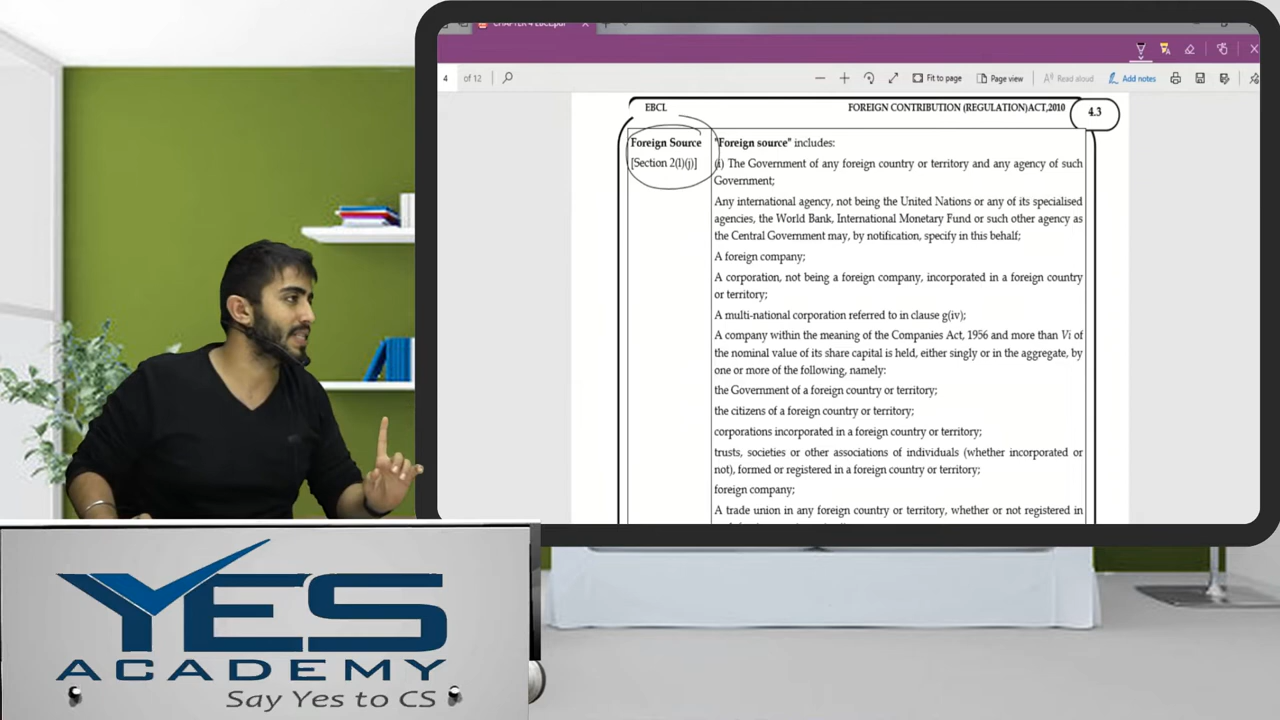 CHAPTER 4 EBCL.pdf
4 of 12
Fit to page
Page view
Read aloud
Add notes
EBCL
FOREIGN CONTRIBUTION (REGULATION)ACT,2010
4.3
Foreign Source
[Section 2(l)(j)]
"Foreign source" includes:
(i) The Government of any foreign country or territory and any agency of such
Government;
Any international agency, not being the United Nations or any of its specialised
agencies, the World Bank, International Monetary Fund or such other agency as
the Central Government may, by notification, specify in this behalf;
A foreign company;
A corporation, not being a foreign company, incorporated in a foreign country
or territory;
A multi-national corporation referred to in clause g(iv);
A company within the meaning of the Companies Act, 1956 and more than Vi of
the nominal value of its share capital is held, either singly or in the aggregate, by
one or more of the following, namely:
the Government of a foreign country or territory;
the citizens of a foreign country or territory;
corporations incorporated in a foreign country or territory;
trusts, societies or other associations of individuals (whether incorporated or
not), formed or registered in a foreign country or territory;
foreign company;
A trade union in any foreign country or territory, whether or not registered in
YES
ACADEMY
Say Yes to CS